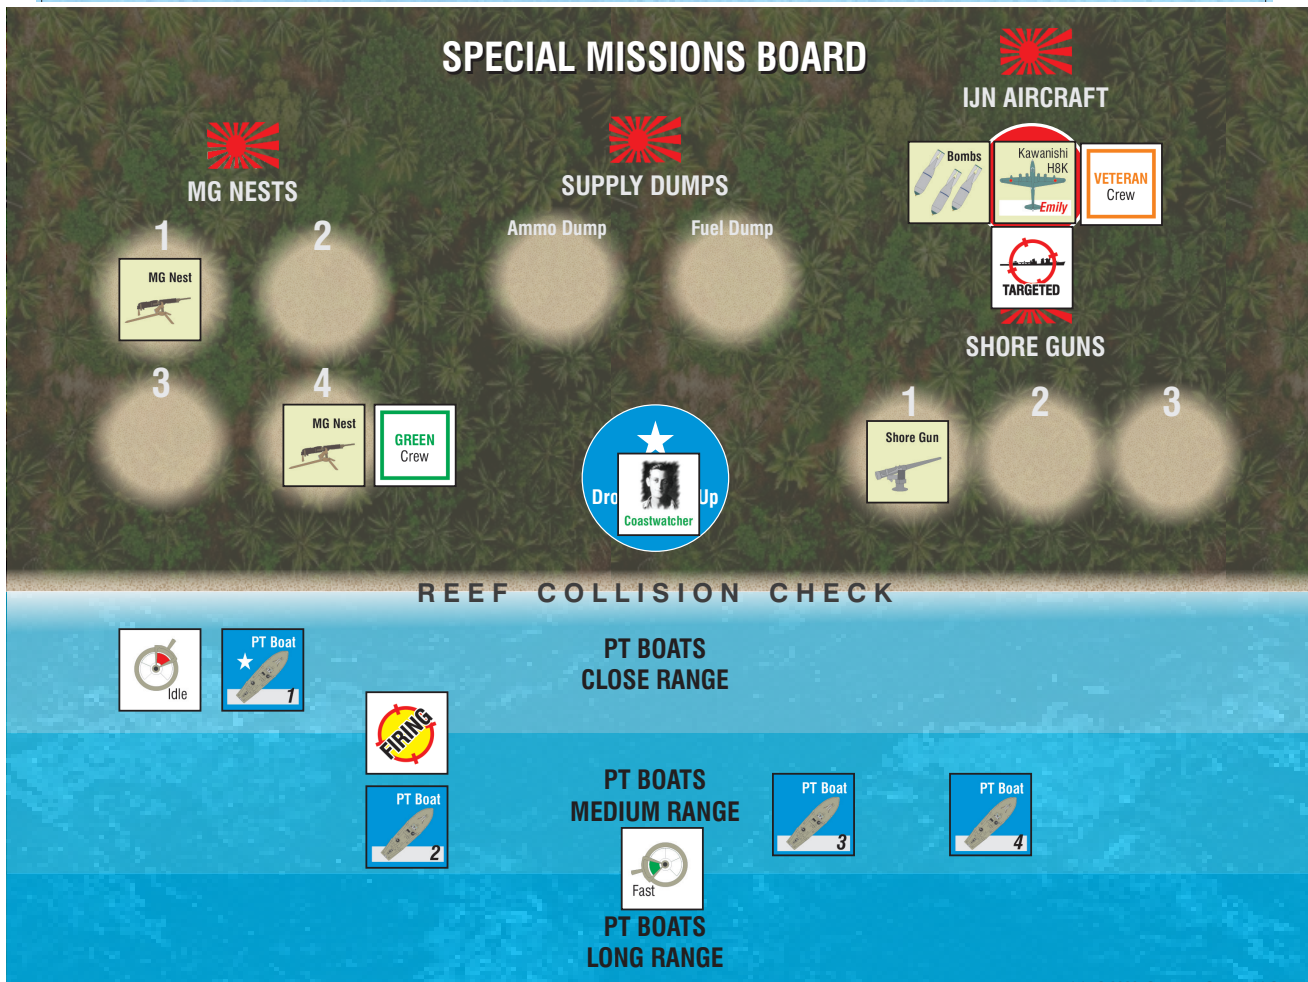 SPECIAL MISSIONS BOARD
IJN AIRCRAFT
MG NESTS
SUPPLY DUMPS
Bombs
Kawanishi
H8K
Emily
VETERAN
Crew
TARGETED
1
2
Ammo Dump
Fuel Dump
MG Nest
SHORE GUNS
3
4
MG Nest
GREEN
Crew
1
2
3
Shore Gun
Dro
Up
Coastwatcher
REEF COLLISION CHECK
Idle
PT Boat
1
PT BOATS
CLOSE RANGE
FIRING
PT Boat
2
PT BOATS
MEDIUM RANGE
PT Boat
3
PT Boat
4
Fast
PT BOATS
LONG RANGE